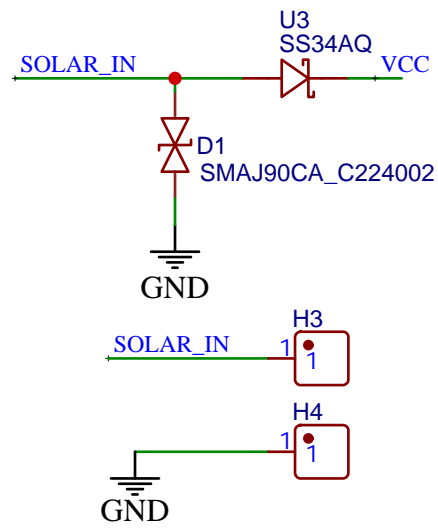 U3
SS34AQ
SOLAR_IN
VCC
D1
SMAJ90CA_C224002
GND
H3
SOLAR_IN
1
1
H4
1
1
GND